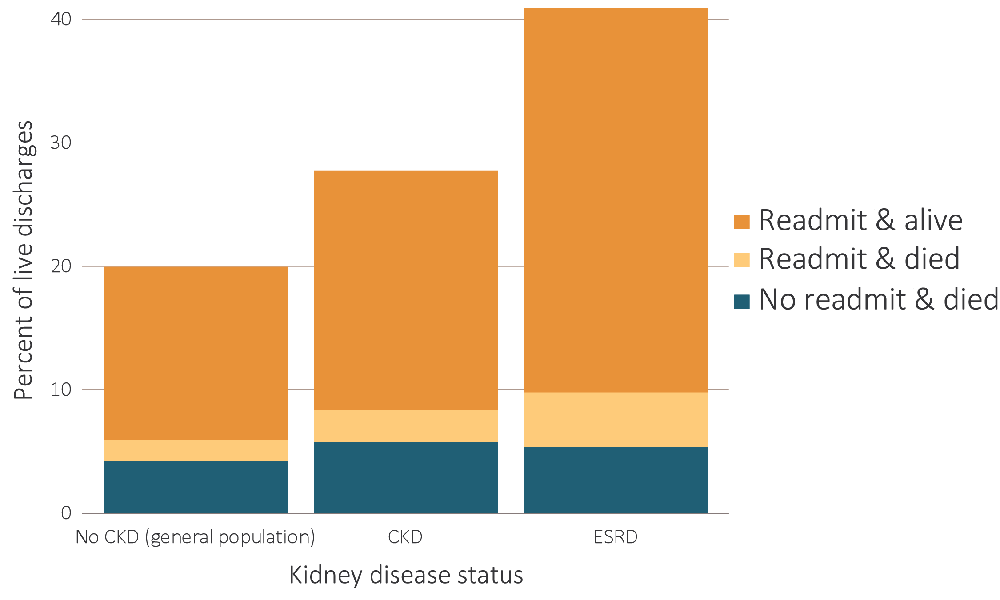 Percent of live discharges
40
30
20
10
0
No CKD (general population)
CKD
ESRD
Kidney disease status
Readmit & alive
Readmit & died
No readmit & died